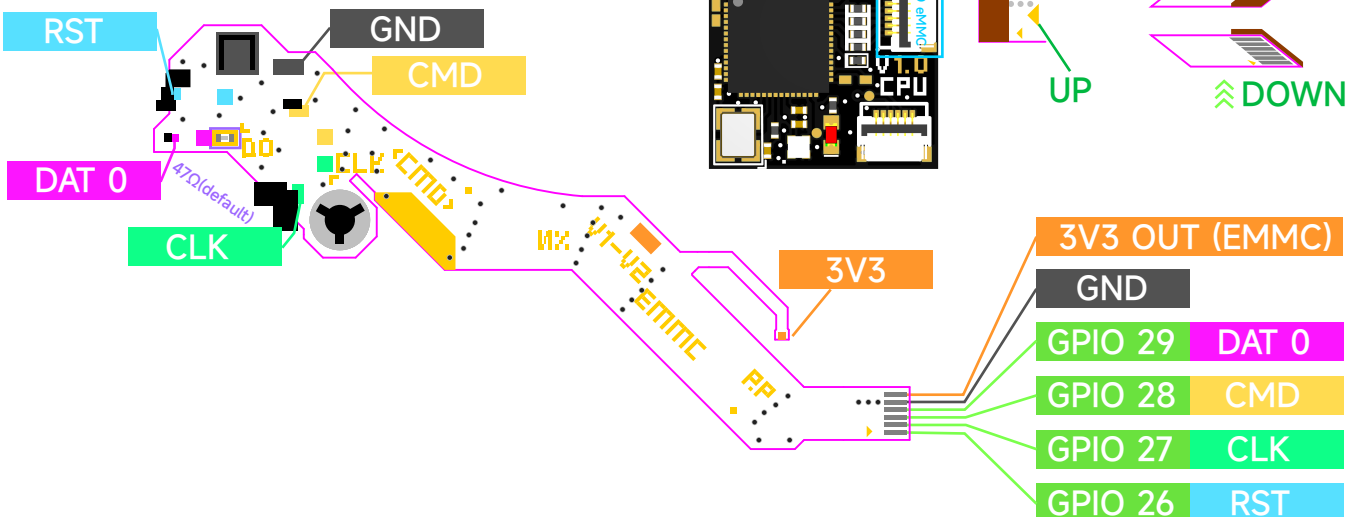 RST
GND
CMD
DAT 0
47Ω(default)
CLK
D0
CLK
CMD
NX
V1-V2
EMMC
P.P
3V3
eMMC
V1.0
CPU
UP
DOWN
3V3 OUT (EMMC)
GND
GPIO 29 DAT 0
GPIO 28 CMD
GPIO 27 CLK
GPIO 26 RST